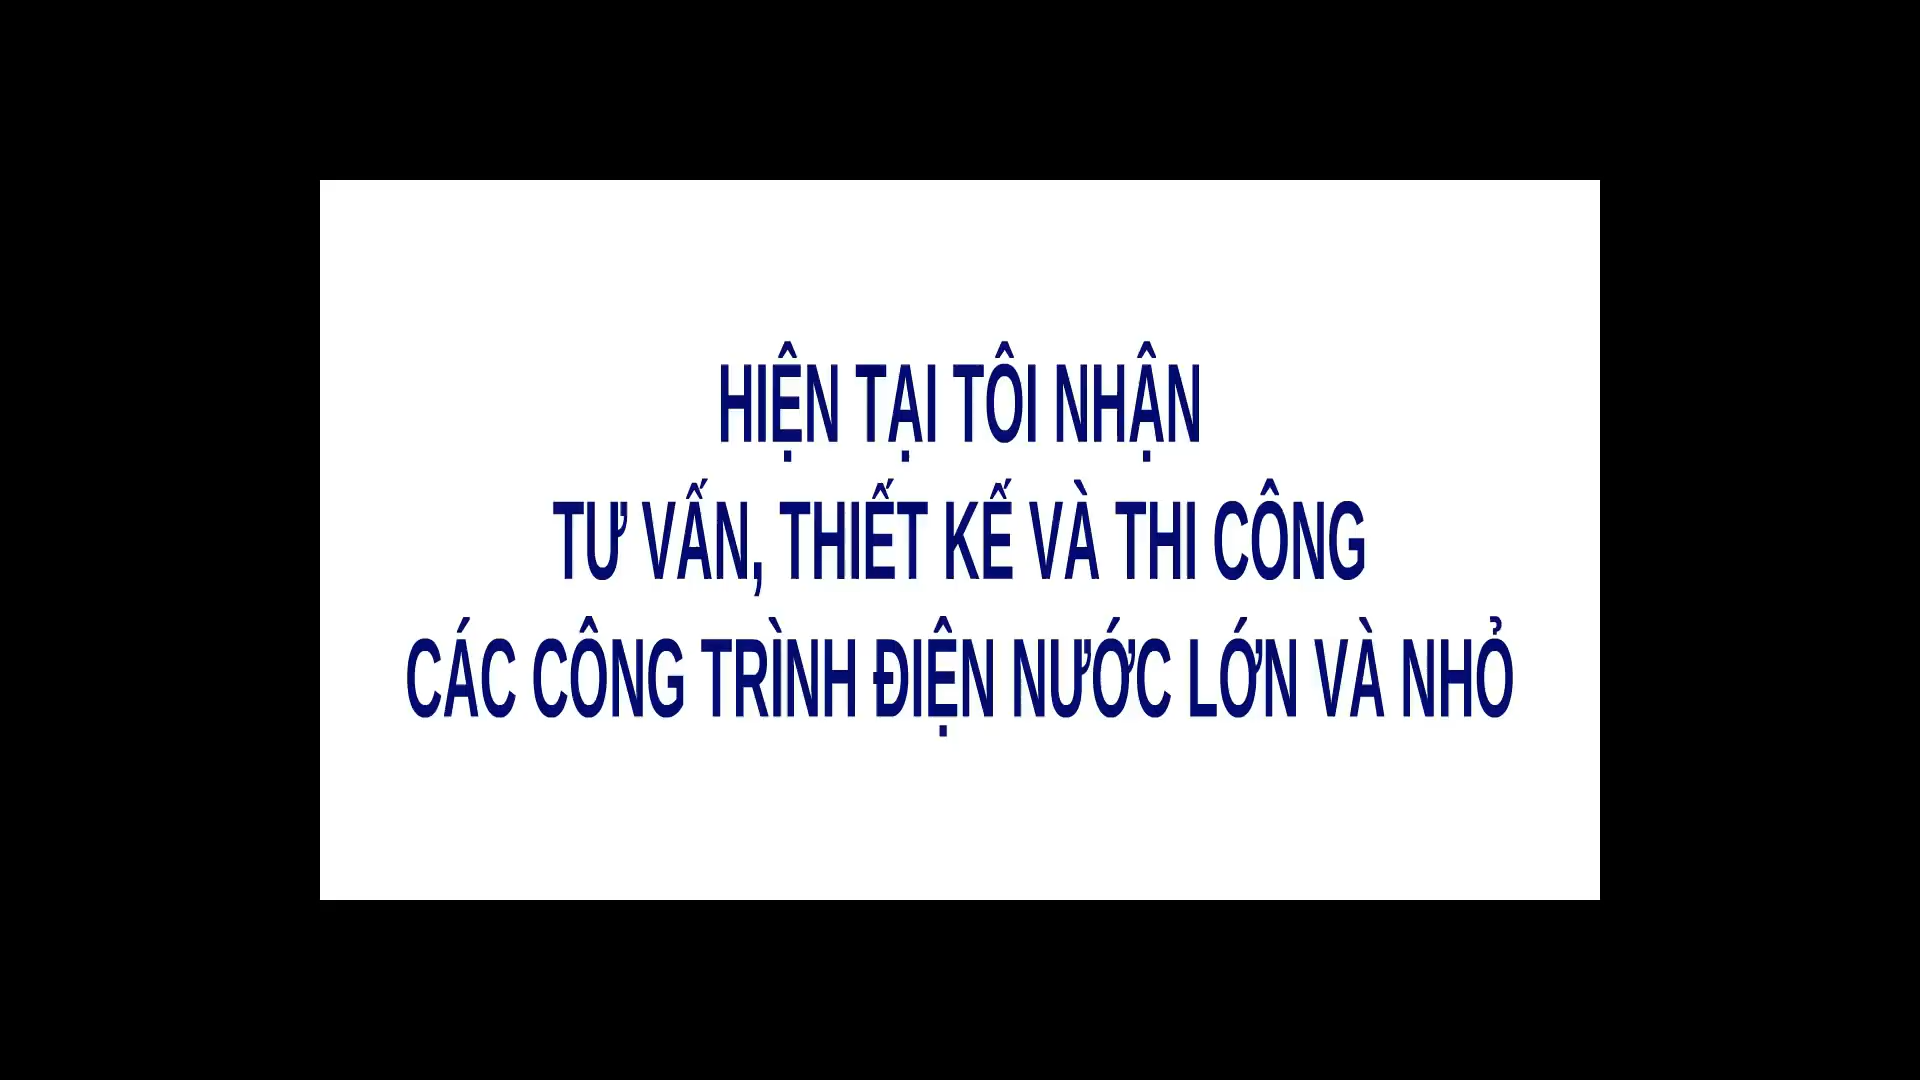 HIỆN TẠI TÔI NHẬN
TƯ VẤN, THIẾT KẾ VÀ THI CÔNG
CÁC CÔNG TRÌNH ĐIỆN NƯỚC LỚN VÀ NHỎ